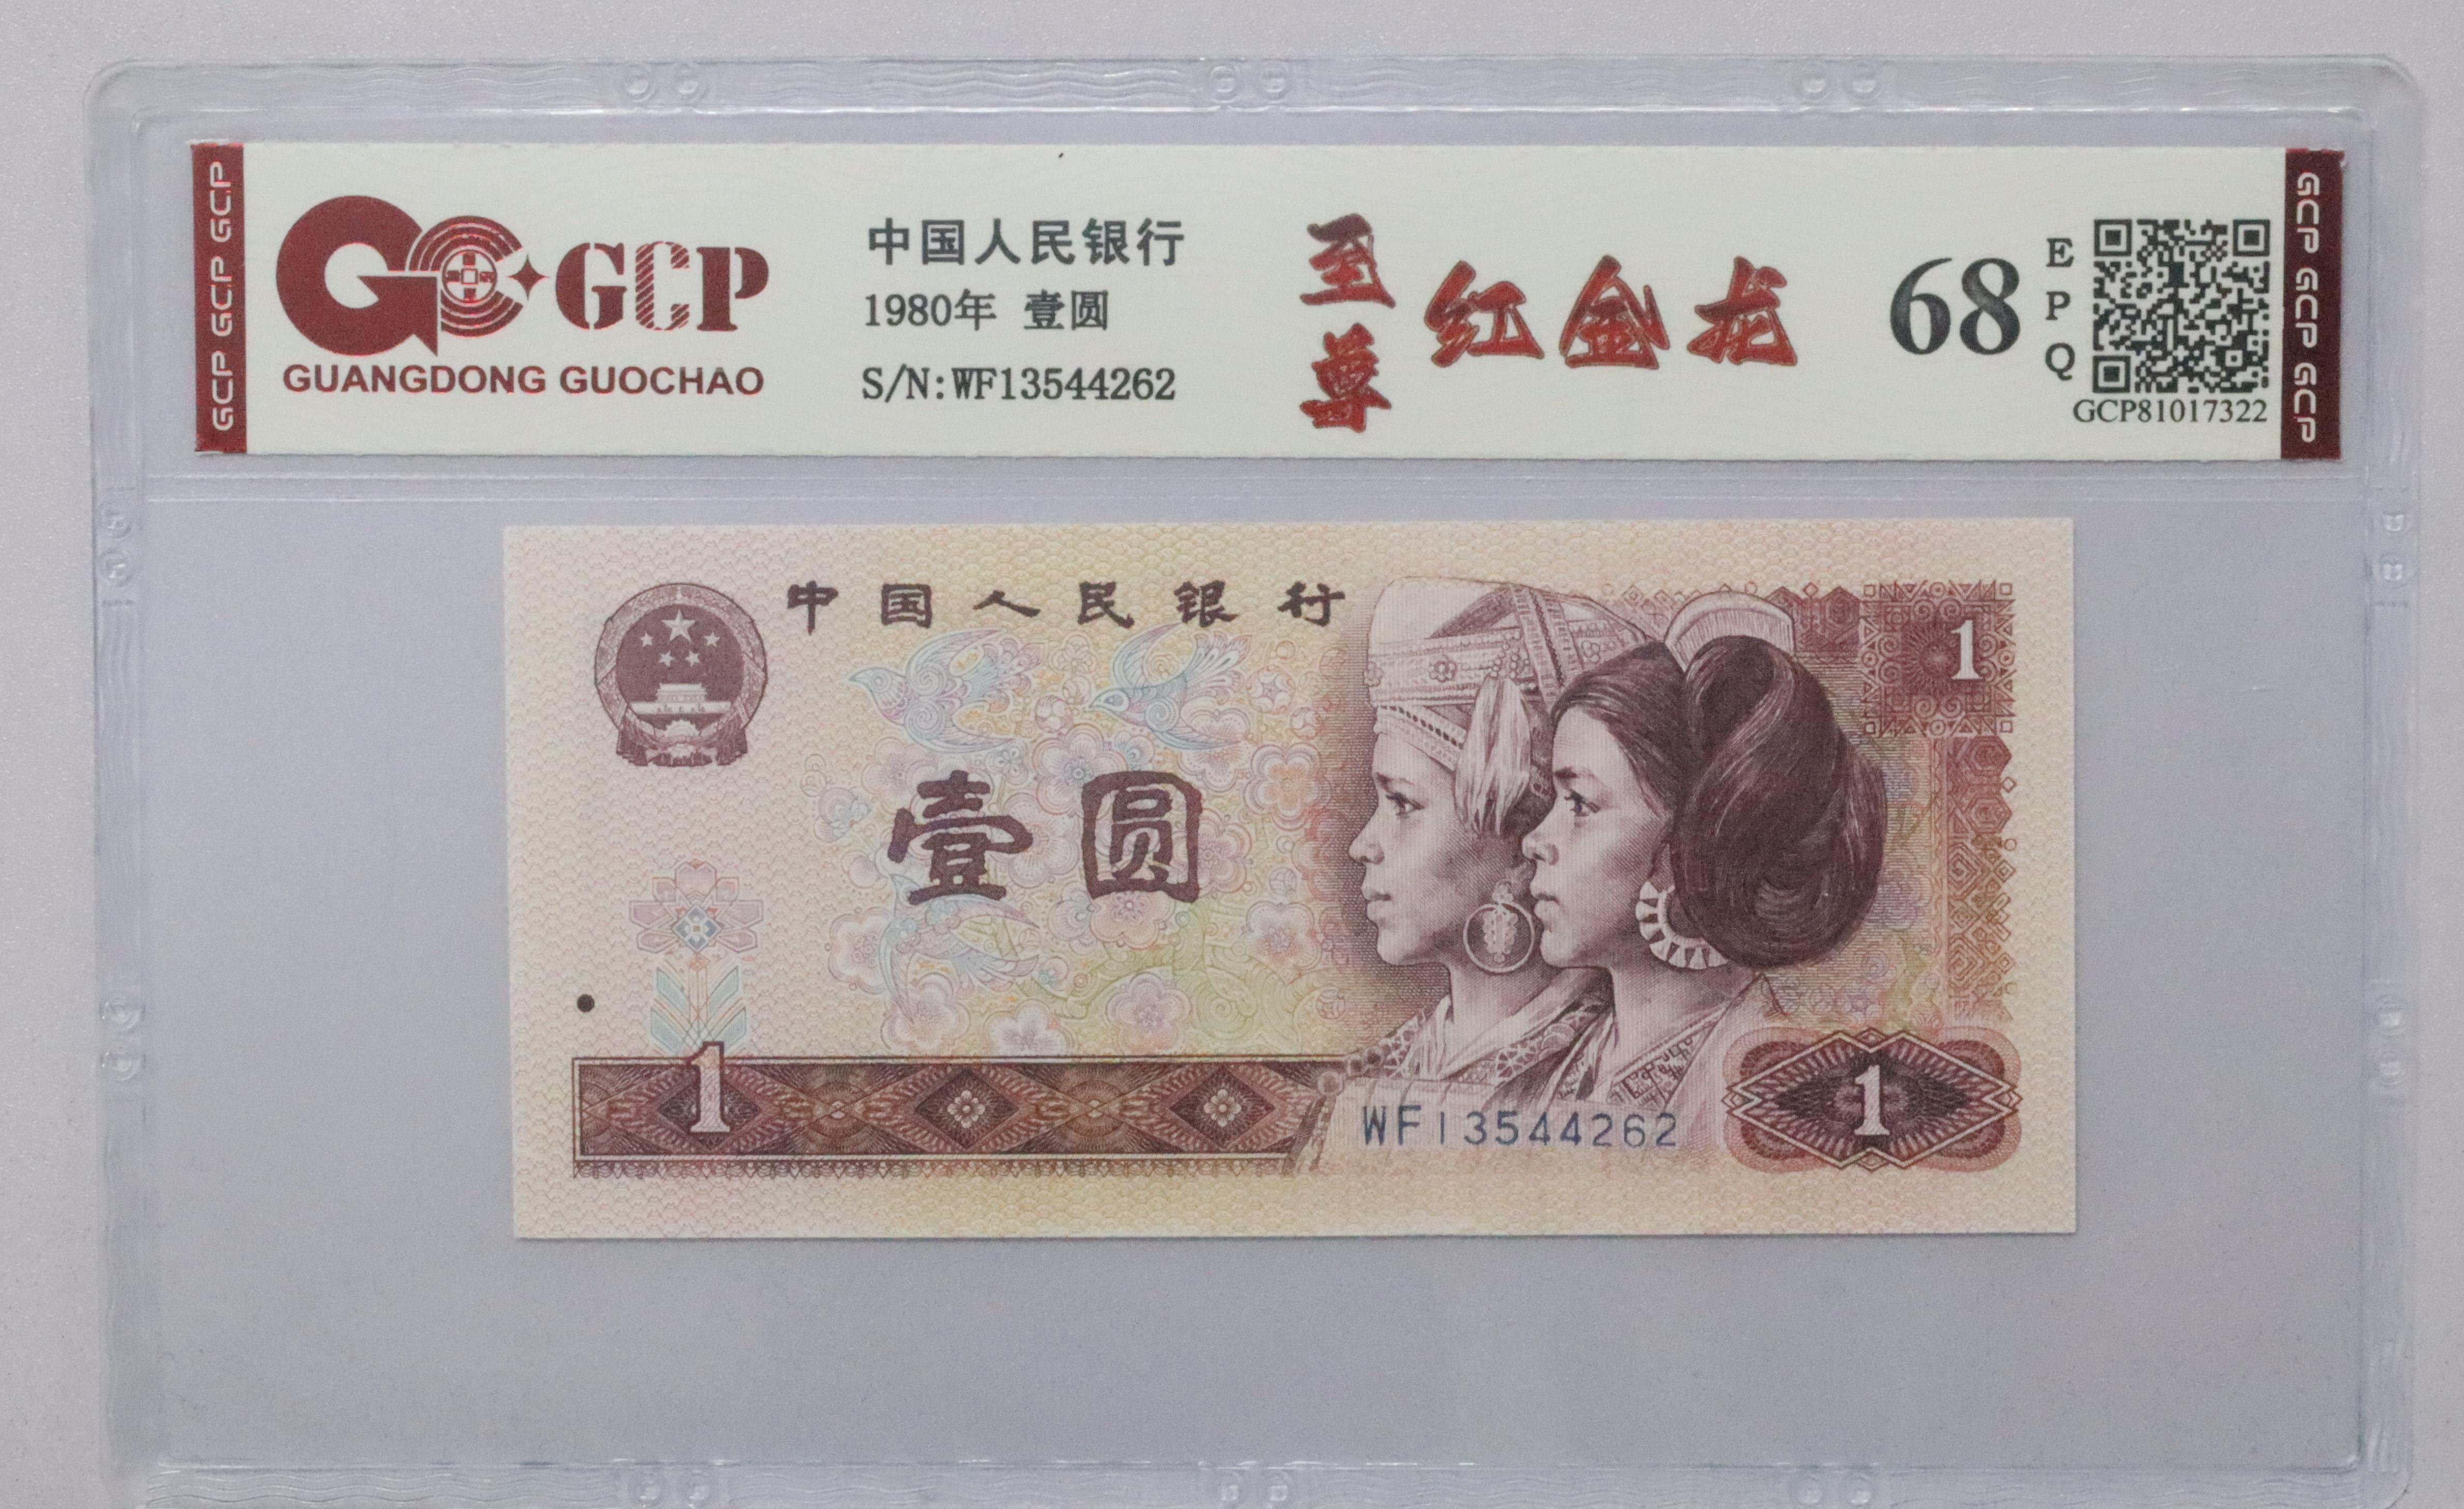 GCP GCP GCP
GCP
GUANGDONG GUOCHAO
中国人民银行
1980年 壹圆
S/N:WF13544262
至尊
红金龙
68
EPQ
GCP81017322
GCP GCP GCP
中国人民银行
1
壹圆
1
WF13544262
1